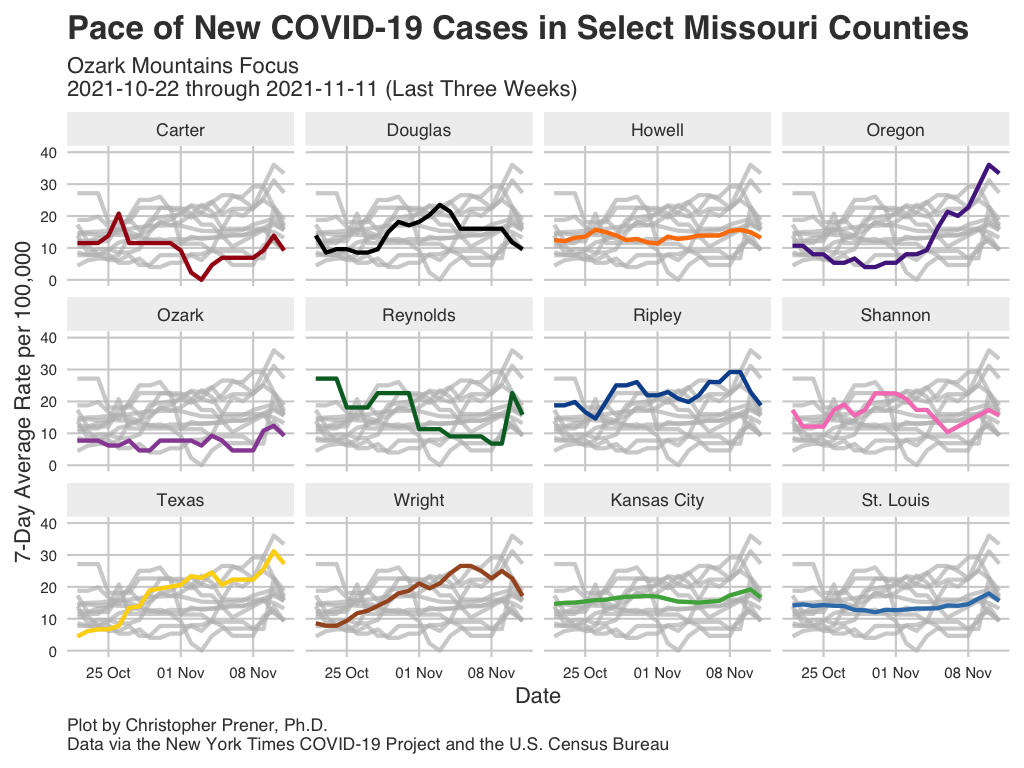 Pace of New COVID-19 Cases in Select Missouri Counties
Ozark Mountains Focus
2021-10-22 through 2021-11-11 (Last Three Weeks)
7-Day Average Rate per 100,000
Carter Douglas Howell Oregon
40
30
20
10
0
Ozark Reynolds Ripley Shannon
40
30
20
10
0
Texas Wright Kansas City St. Louis
40
30
20
10
0
25 Oct 01 Nov 08 Nov 25 Oct 01 Nov 08 Nov 25 Oct 01 Nov 08 Nov 25 Oct 01 Nov 08 Nov
Date
Plot by Christopher Prener, Ph.D.
Data via the New York Times COVID-19 Project and the U.S. Census Bureau